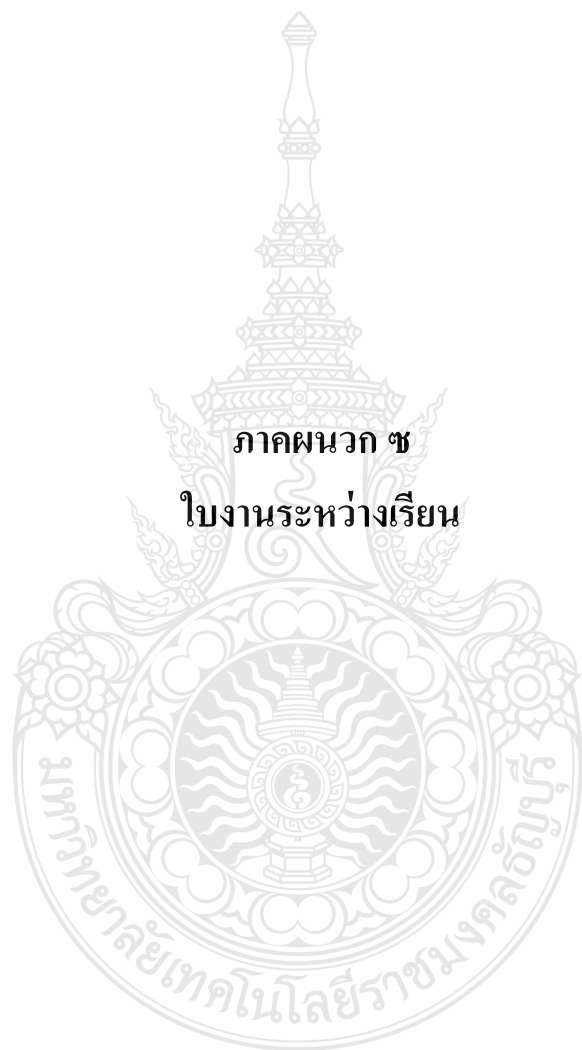 ภาคผนวก ซ
ใบงานระหว่างเรียน
มหาวิทยาลัยเทคโนโลยีราชมงคลธัญบุรี